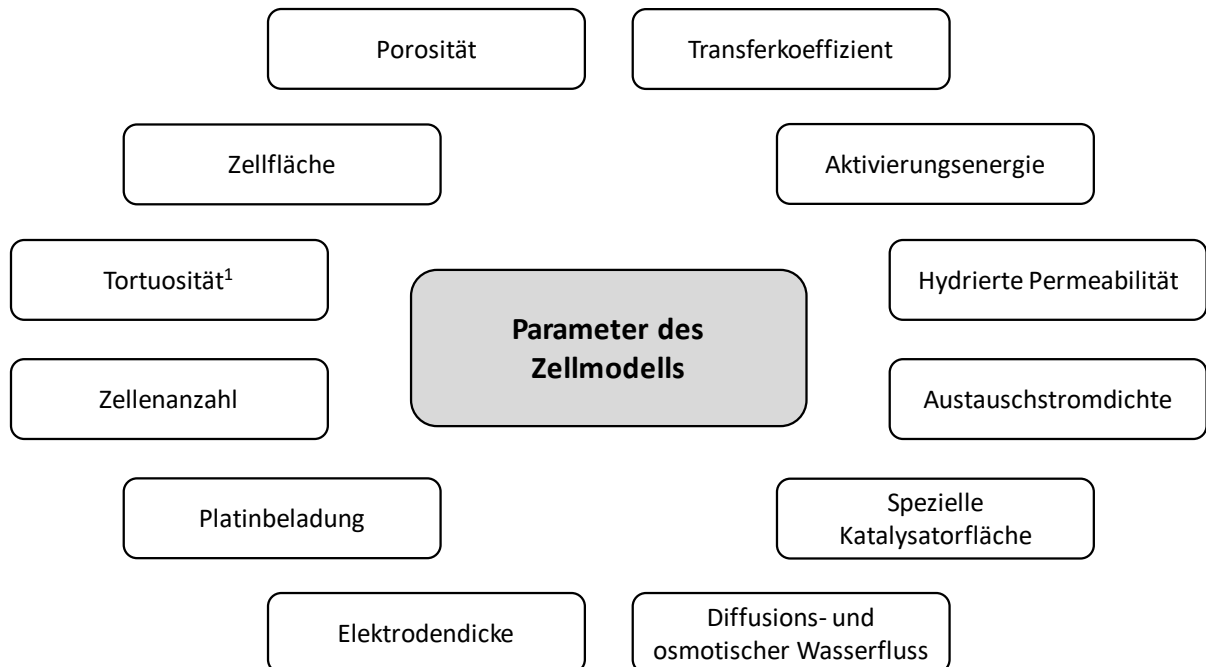 Porosität
Transferkoeffizient
Zellfläche
Aktivierungsenergie
Tortuosität¹
Hydrierte Permeabilität
Parameter des
Zellmodells
Zellenanzahl
Austauschstromdichte
Platinbeladung
Spezielle
Katalysatorfläche
Elektrodendicke
Diffusions- und
osmotischer Wasserfluss